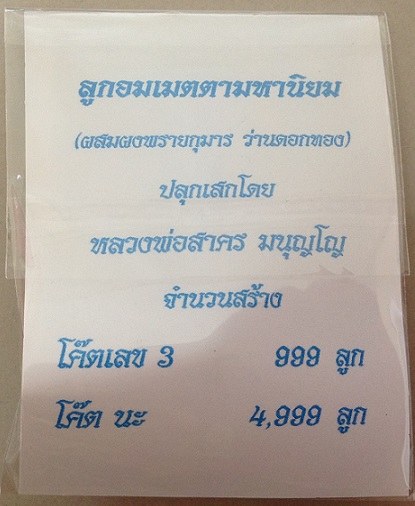 ลูกอมเมตตามหานิยม
(ผสมผงพรายกุมาร ว่านดอกทอง)
ปลุกเสกโดย
หลวงพ่อสาคร มนุญฺโญ
จำนวนสร้าง
โค๊ตเลข 3 999 ลูก
โค๊ต นะ 4,999 ลูก